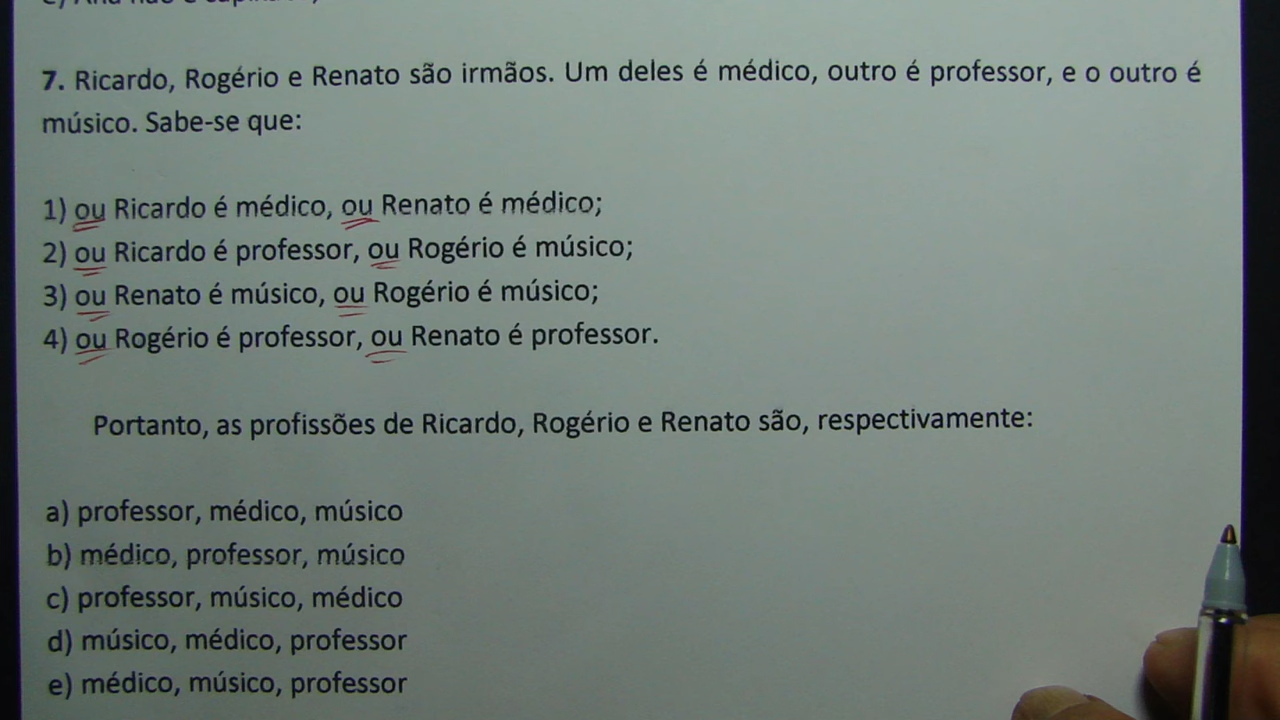 7. Ricardo, Rogério e Renato são irmãos. Um deles é médico, outro é professor, e o outro é
músico. Sabe-se que:
1) ou Ricardo é médico, ou Renato é médico;
2) ou Ricardo é professor, ou Rogério é músico;
3) ou Renato é músico, ou Rogério é músico;
4) ou Rogério é professor, ou Renato é professor.
Portanto, as profissões de Ricardo, Rogério e Renato são, respectivamente:
a) professor, médico, músico
b) médico, professor, músico
c) professor, músico, médico
d) músico, médico, professor
e) médico, músico, professor